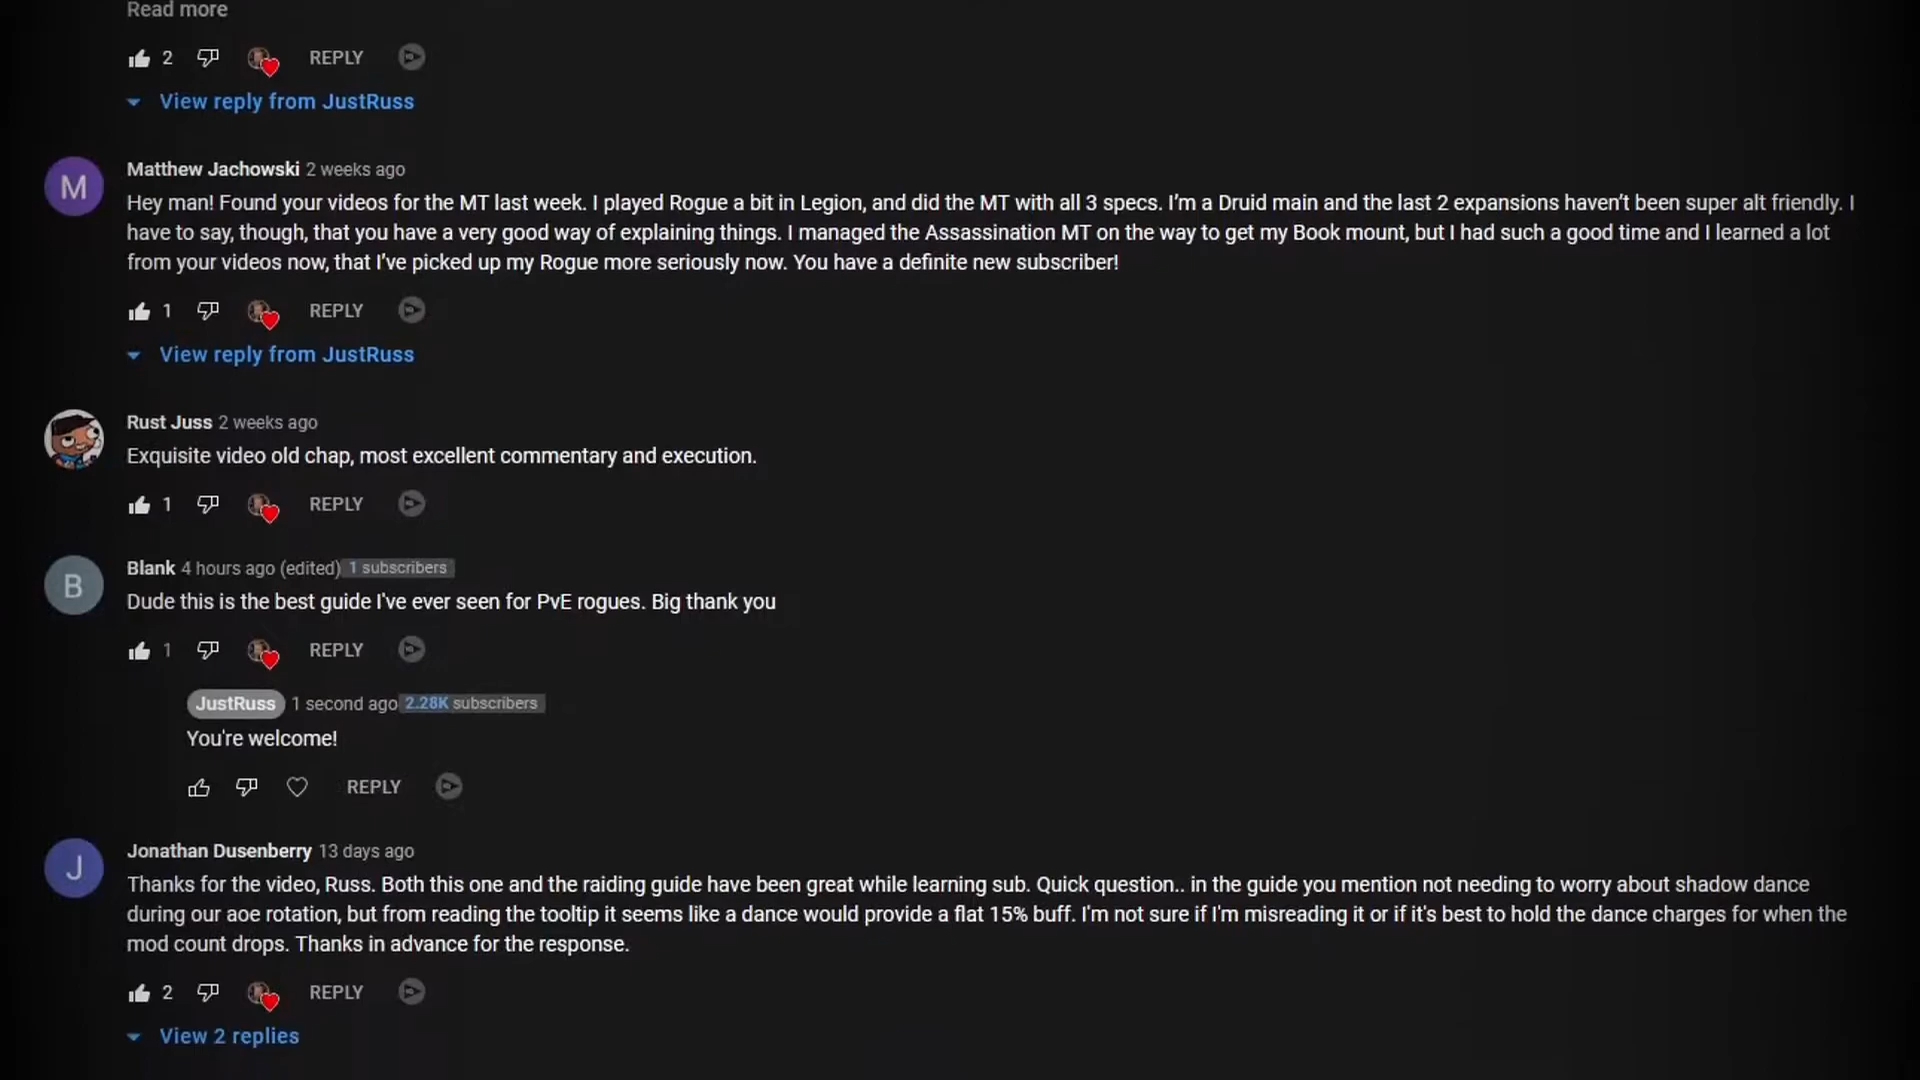 Read more
2 REPLY
View reply from JustRuss
M
Matthew Jachowski 2 weeks ago
Hey man! Found your videos for the MT last week. I played Rogue a bit in Legion, and did the MT with all 3 specs. I'm a Druid main and the last 2 expansions haven't been super alt friendly. I
have to say, though, that you have a very good way of explaining things. I managed the Assassination MT on the way to get my Book mount, but I had such a good time and I learned a lot
from your videos now, that I've picked up my Rogue more seriously now. You have a definite new subscriber!
1 REPLY
View reply from JustRuss
Rust Juss 2 weeks ago
Exquisite video old chap, most excellent commentary and execution.
1 REPLY
B
Blank 4 hours ago (edited) 1 subscribers
Dude this is the best guide I've ever seen for PvE rogues. Big thank you
1 REPLY
JustRuss 1 second ago 2.28K subscribers
You're welcome!
REPLY
J
Jonathan Dusenberry 13 days ago
Thanks for the video, Russ. Both this one and the raiding guide have been great while learning sub. Quick question.. in the guide you mention not needing to worry about shadow dance
during our aoe rotation, but from reading the tooltip it seems like a dance would provide a flat 15% buff. I'm not sure if I'm misreading it or if it's best to hold the dance charges for when the
mod count drops. Thanks in advance for the response.
2 REPLY
View 2 replies